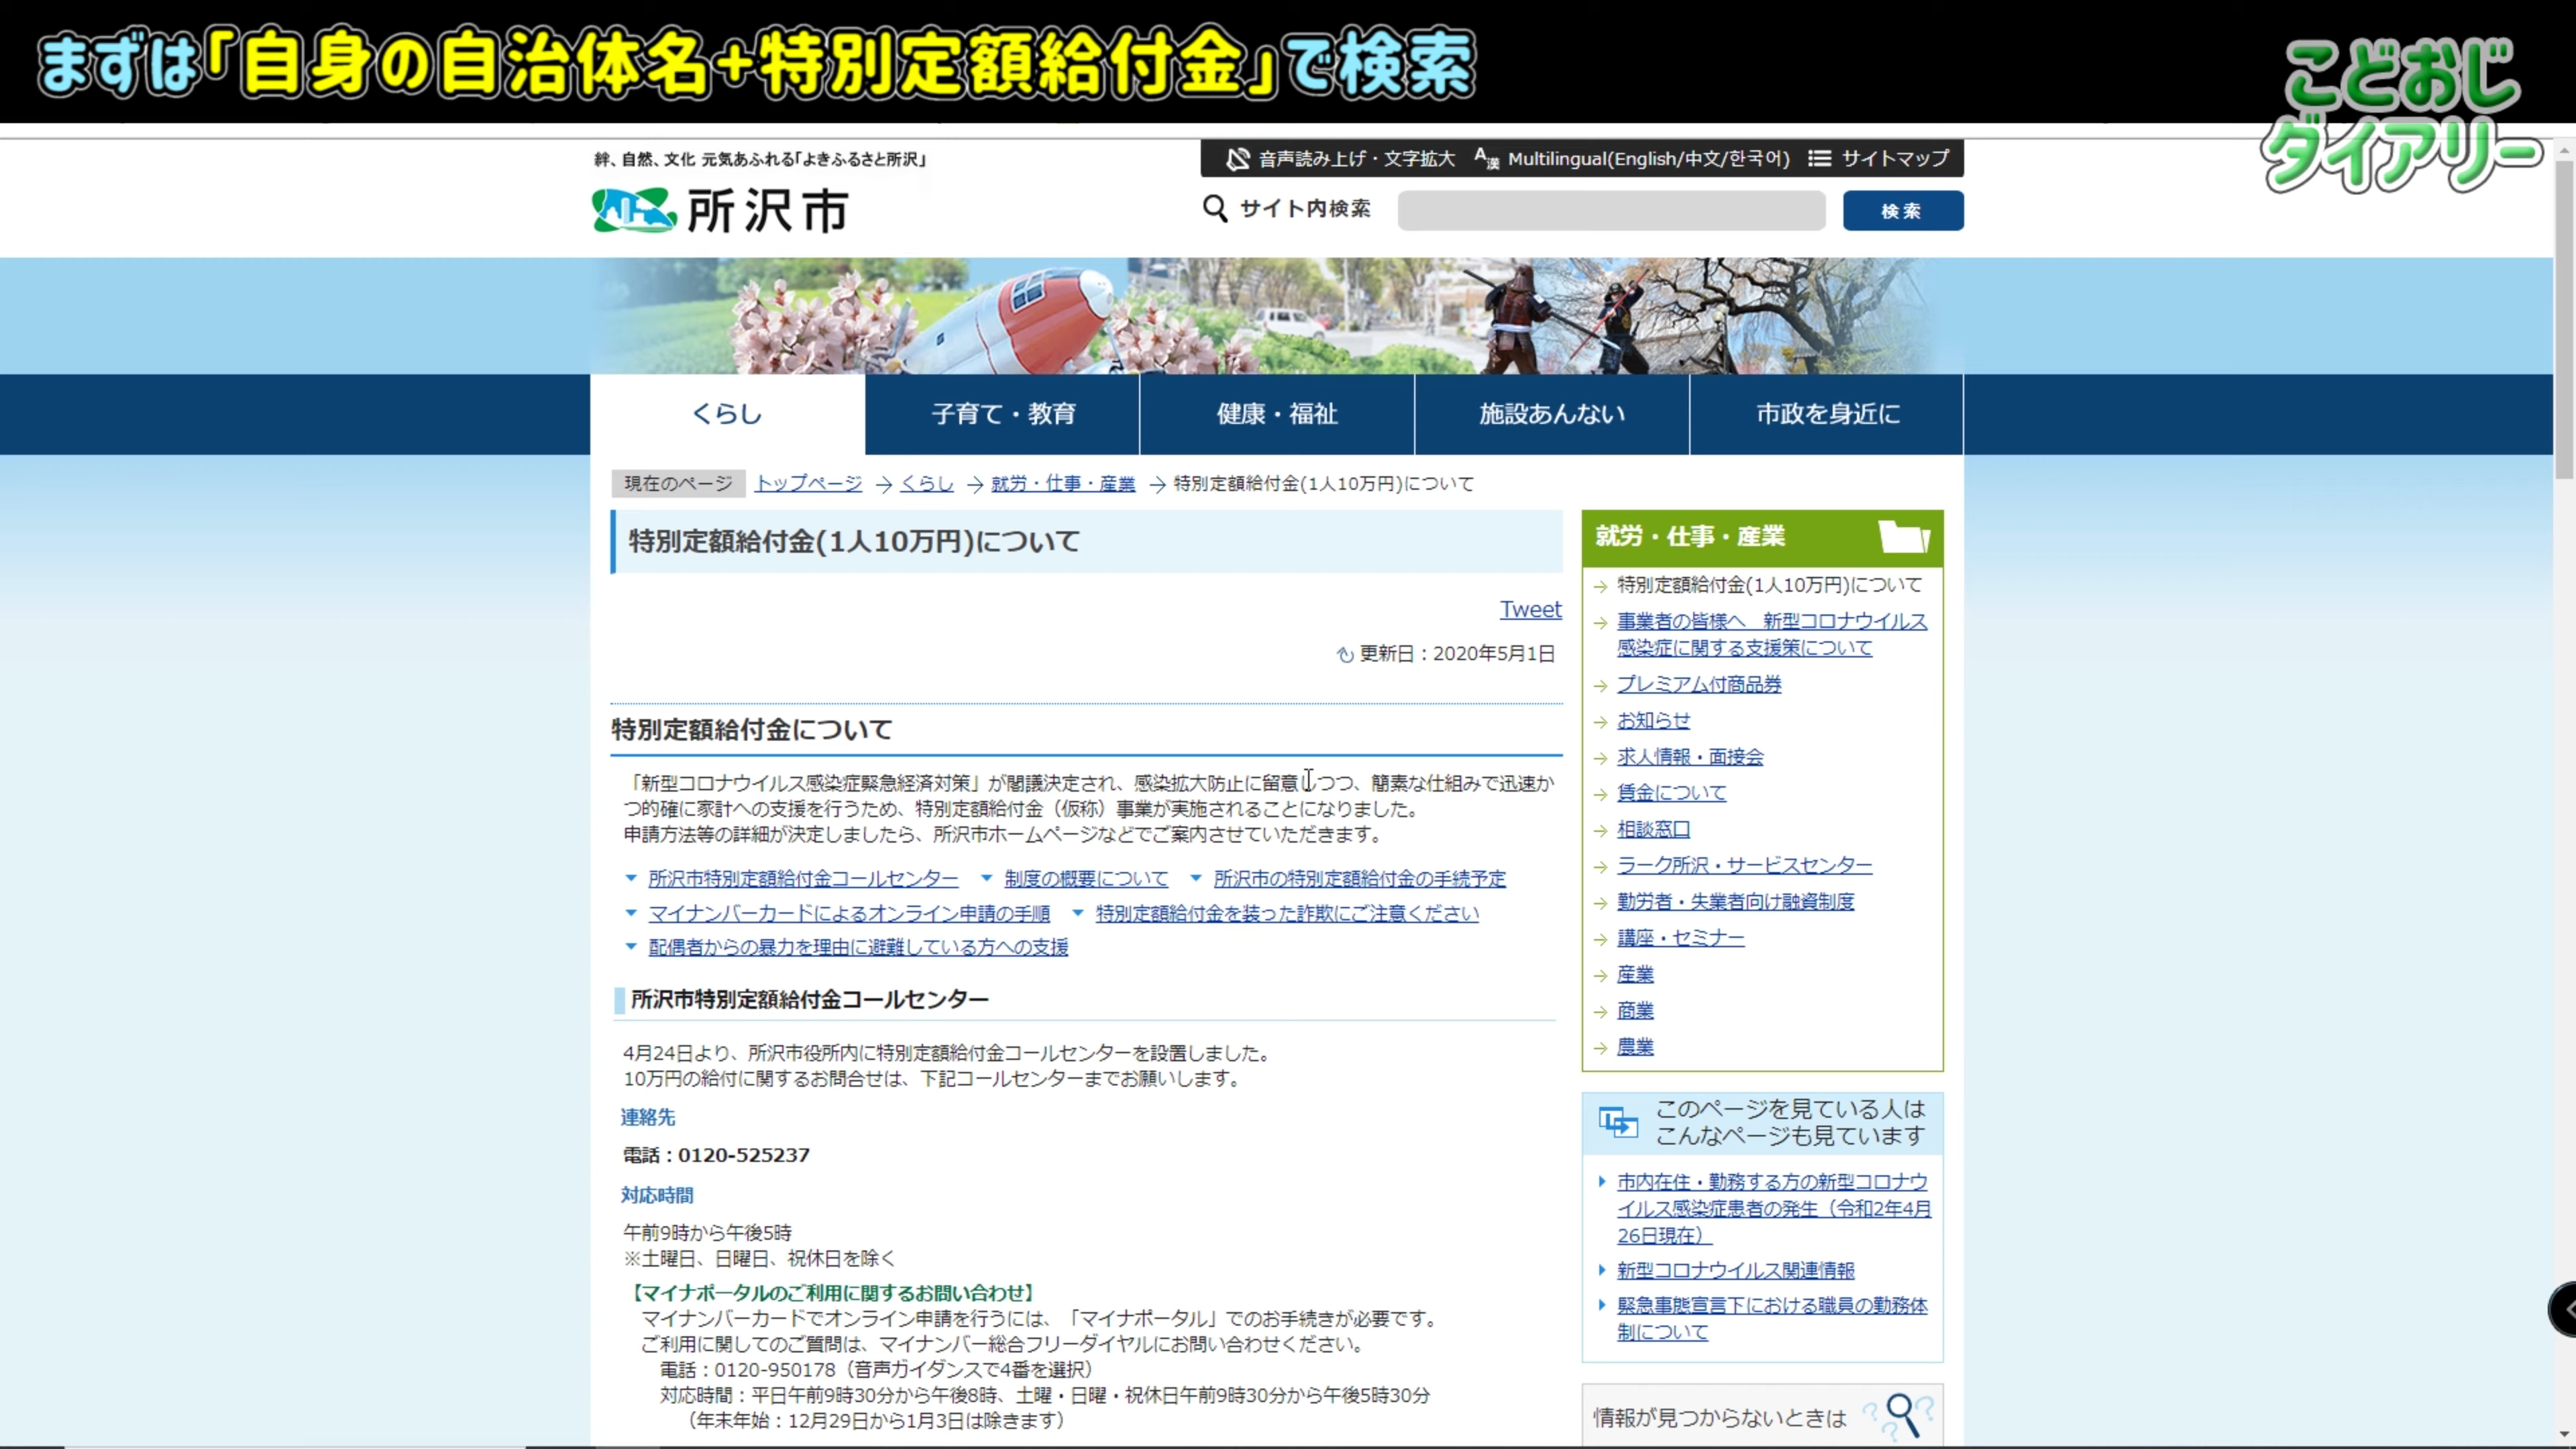 まずは「自身の自治体名+特別定額給付金」で検索
こどおじ
ダイアリー
絆、自然、文化 元気あふれる「よきふるさと所沢」
所沢市
音声読み上げ・文字拡大
Multilingual(English/中文/한국어)
サイトマップ
サイト内検索
検索
くらし
子育て・教育
健康・福祉
施設あんない
市政を身近に
現在のページ トップページ → くらし → 就労・仕事・産業 → 特別定額給付金(1人10万円)について
特別定額給付金(1人10万円)について
Tweet
更新日：2020年5月1日
特別定額給付金について
「新型コロナウイルス感染症緊急経済対策」が閣議決定され、感染拡大防止に留意しつつ、簡素な仕組みで迅速か
つ的確に家計への支援を行うため、特別定額給付金（仮称）事業が実施されることになりました。
申請方法等の詳細が決定しましたら、所沢市ホームページなどでご案内させていただきます。
所沢市特別定額給付金コールセンター
制度の概要について
所沢市の特別定額給付金の手続予定
マイナンバーカードによるオンライン申請の手順
特別定額給付金を装った詐欺にご注意ください
配偶者からの暴力を理由に避難している方への支援
所沢市特別定額給付金コールセンター
4月24日より、所沢市役所内に特別定額給付金コールセンターを設置しました。
10万円の給付に関するお問合せは、下記コールセンターまでお願いします。
連絡先
電話：0120-525237
対応時間
午前9時から午後5時
※土曜日、日曜日、祝休日を除く
【マイナポータルのご利用に関するお問い合わせ】
マイナンバーカードでオンライン申請を行うには、「マイナポータル」でのお手続きが必要です。
ご利用に関してのご質問は、マイナンバー総合フリーダイヤルにお問い合わせください。
電話：0120-950178（音声ガイダンスで4番を選択）
対応時間：平日午前9時30分から午後8時、土曜・日曜・祝休日午前9時30分から午後5時30分
（年末年始：12月29日から1月3日は除きます）
就労・仕事・産業
特別定額給付金(1人10万円)について
事業者の皆様へ　新型コロナウイルス
感染症に関する支援策について
プレミアム付商品券
お知らせ
求人情報・面接会
賃金について
相談窓口
ラーク所沢・サービスセンター
勤労者・失業者向け融資制度
講座・セミナー
産業
商業
農業
このページを見ている人は
こんなページも見ています
市内在住・勤務する方の新型コロナウ
イルス感染症患者の発生（令和2年4月
26日現在）
新型コロナウイルス関連情報
緊急事態宣言下における職員の勤務体
制について
情報が見つからないときは